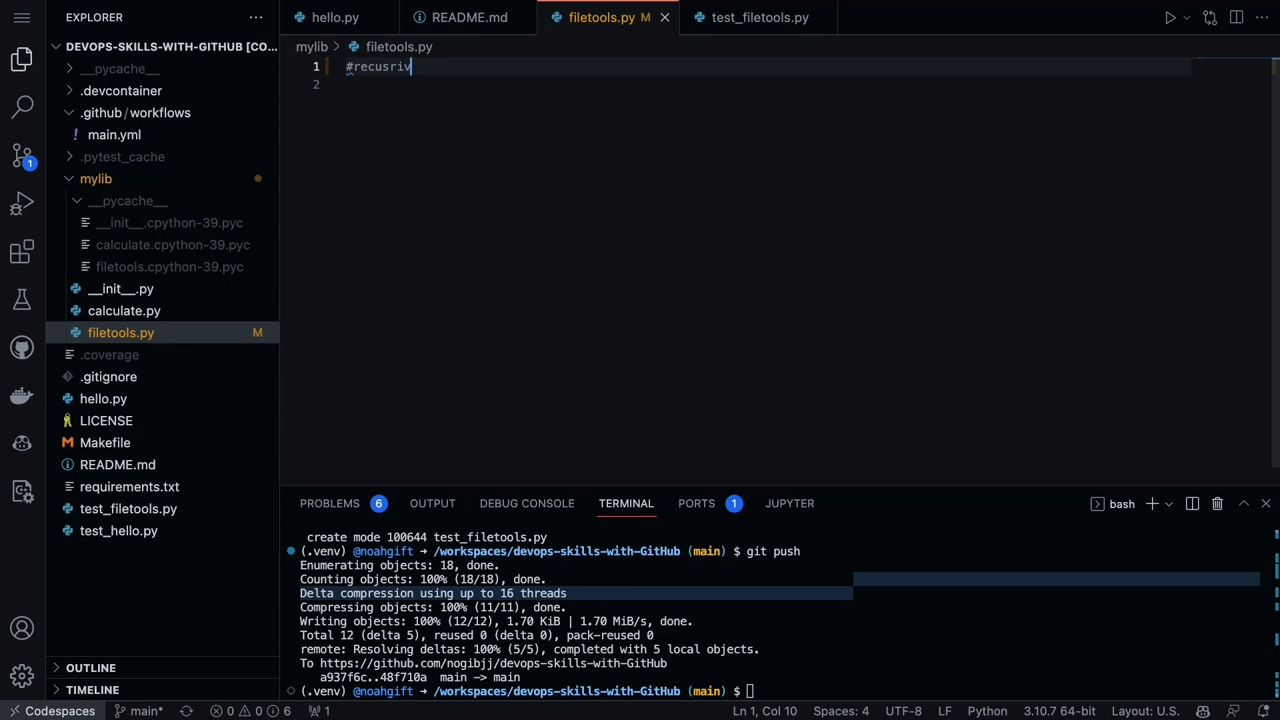 EXPLORER
hello.py
README.md
filetools.py M
test_filetools.py
DEVOPS-SKILLS-WITH-GITHUB [CO...
mylib > filetools.py
__pycache__
1 #recusriv
2
.devcontainer
.github/workflows
! main.yml
.pytest_cache
mylib
__pycache__
__init__.cpython-39.pyc
calculate.cpython-39.pyc
filetools.cpython-39.pyc
__init__.py
calculate.py
filetools.py M
.coverage
.gitignore
hello.py
LICENSE
Makefile
README.md
requirements.txt
test_filetools.py
test_hello.py
OUTLINE
TIMELINE
1
PROBLEMS 6 OUTPUT DEBUG CONSOLE TERMINAL PORTS 1 JUPYTER bash
create mode 100644 test_filetools.py
(.venv) @noahgift → /workspaces/devops-skills-with-GitHub (main) $ git push
Enumerating objects: 18, done.
Counting objects: 100% (18/18), done.
Delta compression using up to 16 threads
Compressing objects: 100% (11/11), done.
Writing objects: 100% (12/12), 1.70 KiB | 1.70 MiB/s, done.
Total 12 (delta 5), reused 0 (delta 0), pack-reused 0
remote: Resolving deltas: 100% (5/5), completed with 5 local objects.
To https://github.com/nogibjj/devops-skills-with-GitHub
a937f6c..48f710a main -> main
(.venv) @noahgift → /workspaces/devops-skills-with-GitHub (main) $
Codespaces main* 0 0 6 1 Ln 1, Col 10 Spaces: 4 UTF-8 LF Python 3.10.7 64-bit Layout: U.S.